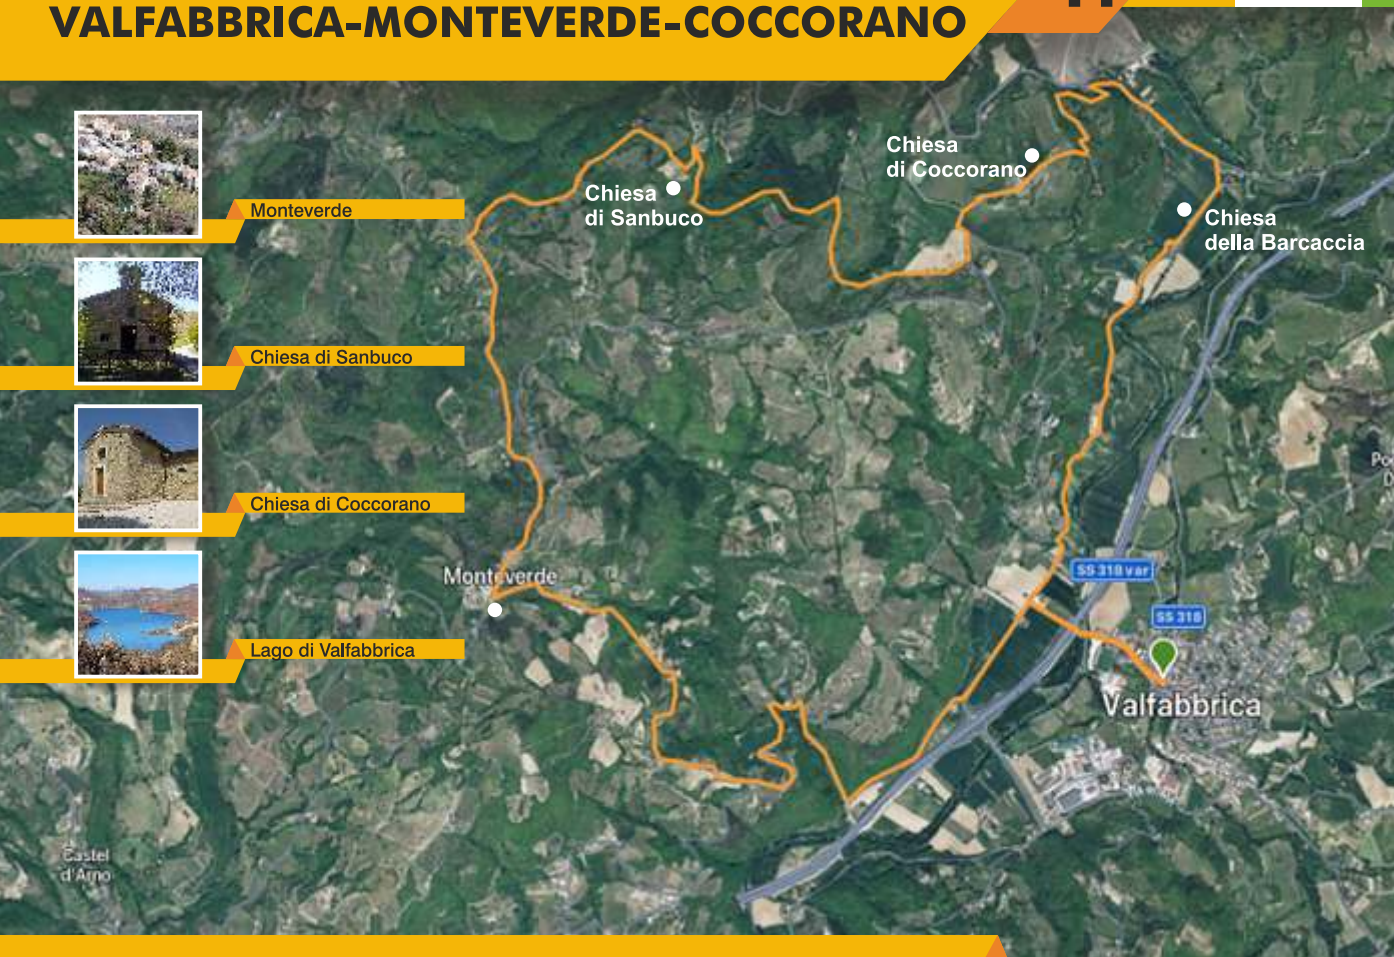 VALFABBRICA-MONTEVERDE-COCCORANO
Monteverde
Chiesa di Sanbuco
Chiesa di Coccorano
Lago di Valfabbrica
Chiesa
di Sanbuco
Chiesa
di Coccorano
Chiesa
della Barcaccia
Monteverde
SS 318 var
SS 318
Valfabbrica
Castel
d'Arno